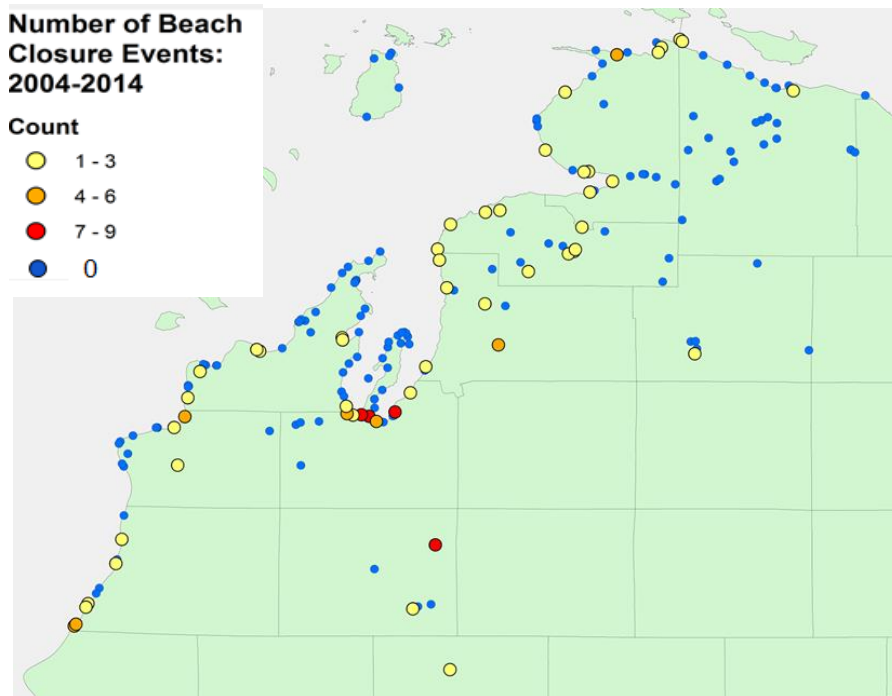 Number of Beach
Closure Events:
2004-2014
Count
1 - 3
4 - 6
7 - 9
0